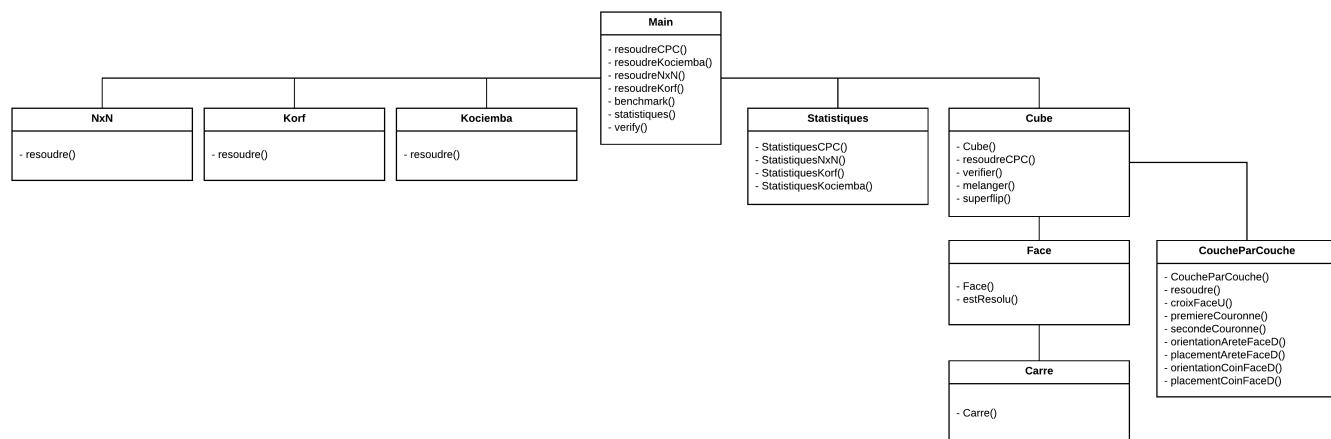 Main
- resoudreCPC()
- resoudreKociemba()
- resoudreNxN()
- resoudreKorf()
- benchmark()
- statistiques()
- verify()
NxN
- resoudre()
Korf
- resoudre()
Kociemba
- resoudre()
Statistiques
- StatistiquesCPC()
- StatistiquesNxN()
- StatistiquesKorf()
- StatistiquesKociemba()
Cube
- Cube()
- resoudreCPC()
- verifier()
- melanger()
- superflip()
Face
- Face()
- estResolu()
CoucheParCouche
- CoucheParCouche()
- resoudre()
- croixFaceU()
- premiereCouronne()
- secondeCouronne()
- orientationAreteFaceD()
- placementAreteFaceD()
- orientationCoinFaceD()
- placementCoinFaceD()
Carre
- Carre()